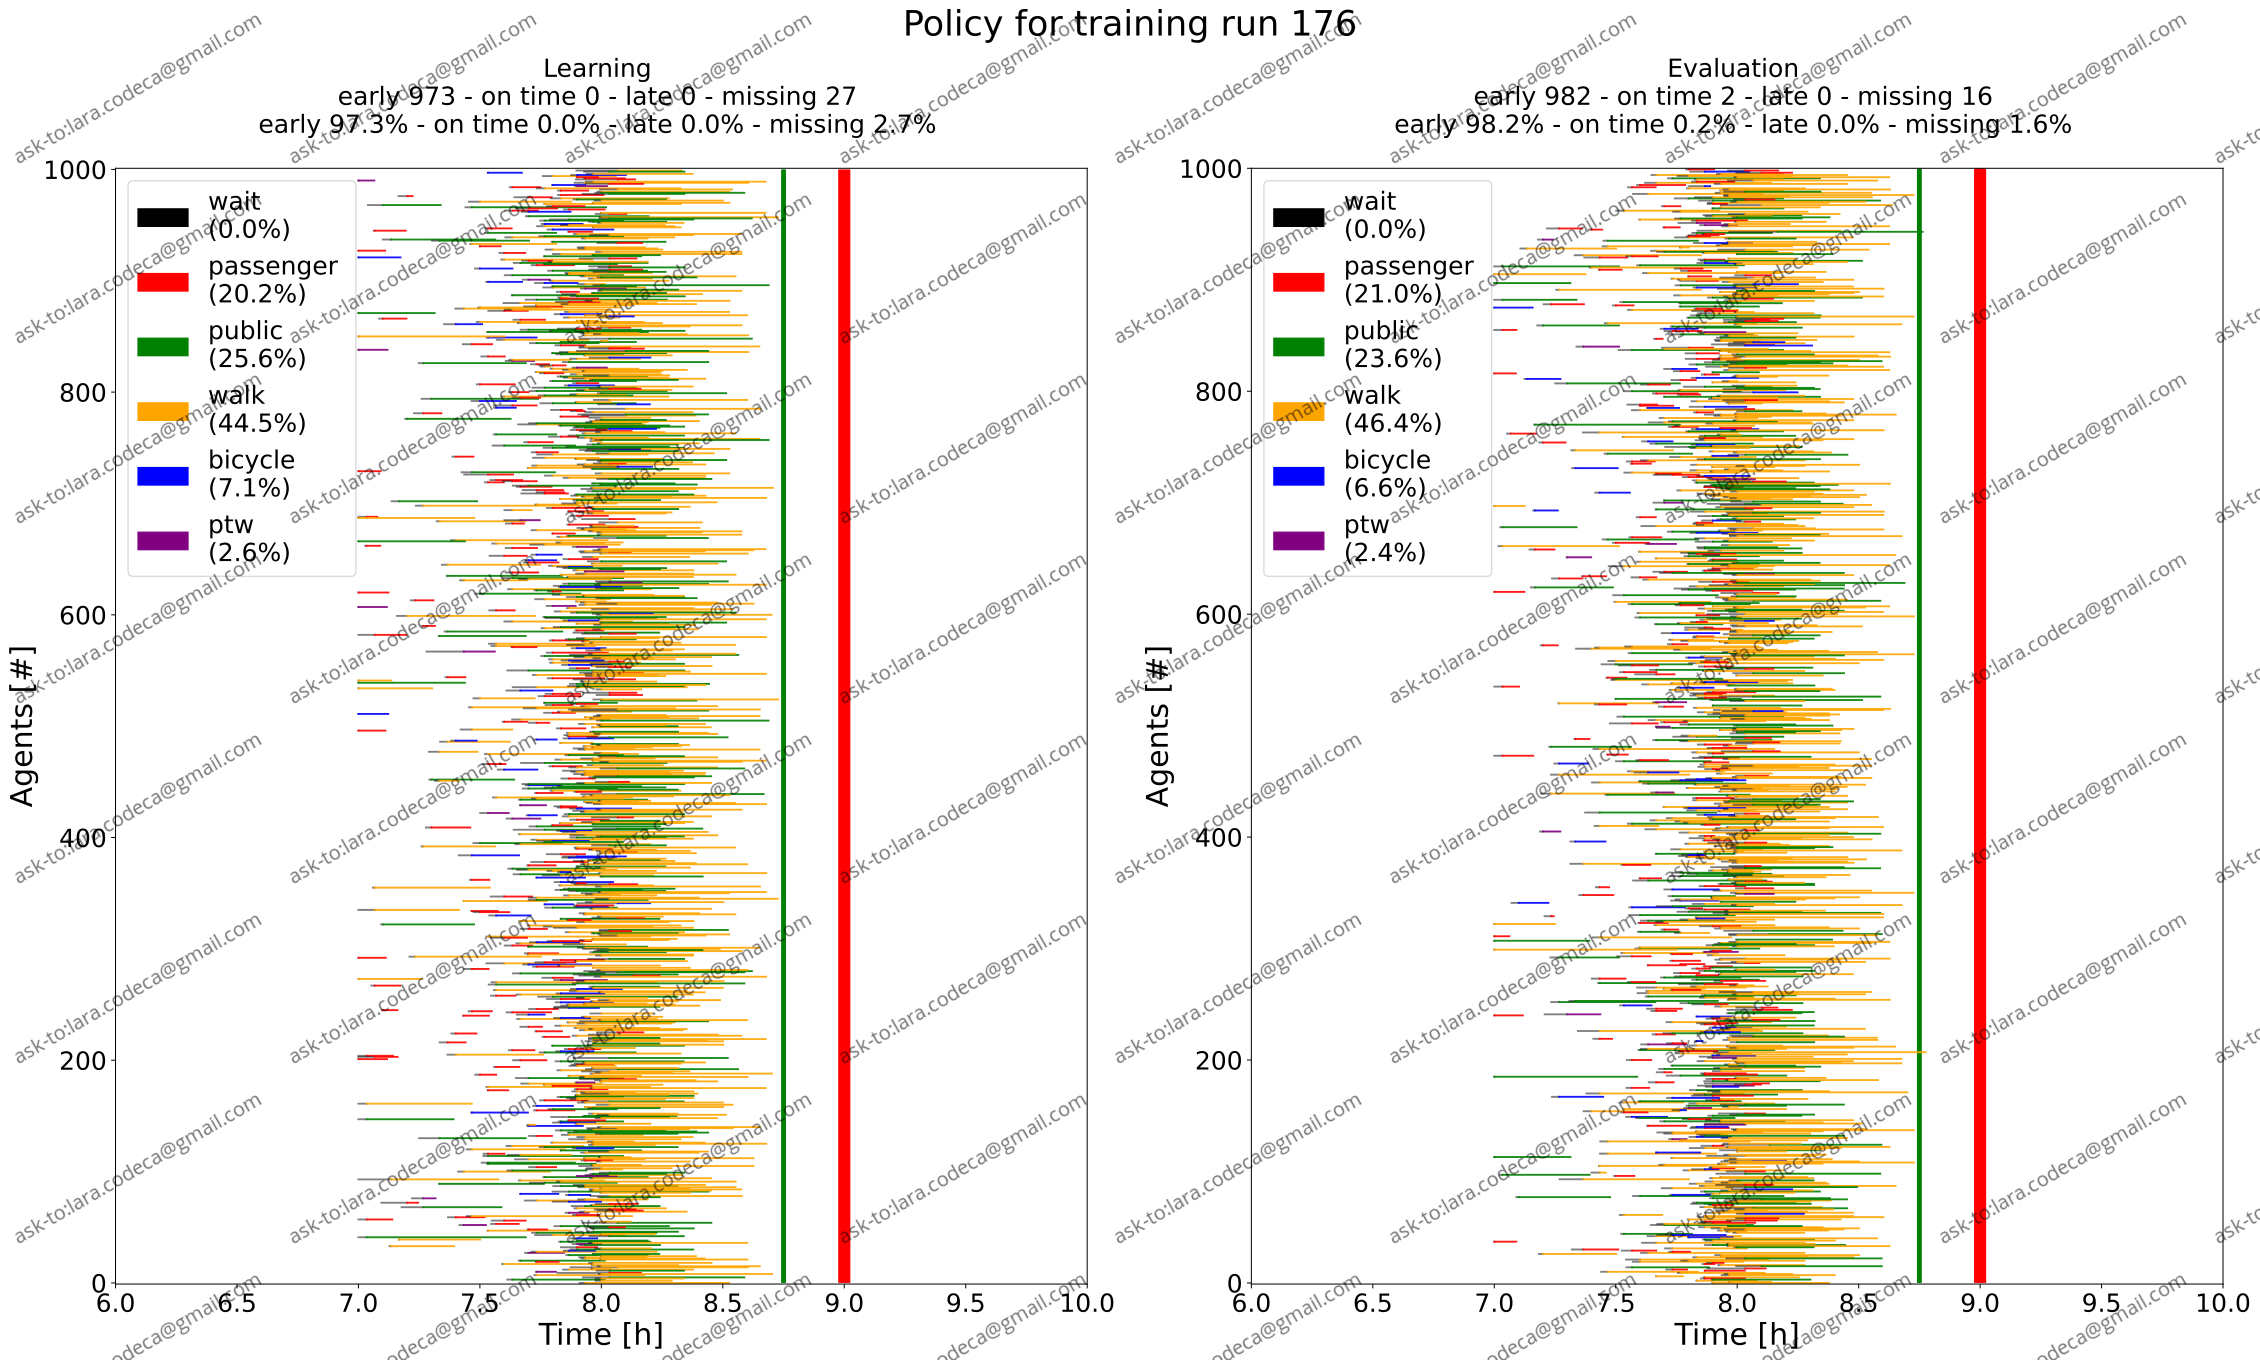 Policy for training run 176
Learning
early 973 - on time 0 - late 0 - missing 27
early 97.3% - on time 0.0% - late 0.0% - missing 2.7%
Agents [#]
1000
800
600
400
200
0
wait
(0.0%)
passenger
(20.2%)
public
(25.6%)
walk
(44.5%)
bicycle
(7.1%)
ptw
(2.6%)
6.0 6.5 7.0 7.5 8.0 8.5 9.0 9.5 10.0
Time [h]
Evaluation
early 982 - on time 2 - late 0 - missing 16
early 98.2% - on time 0.2% - late 0.0% - missing 1.6%
Agents [#]
1000
800
600
400
200
0
wait
(0.0%)
passenger
(21.0%)
public
(23.6%)
walk
(46.4%)
bicycle
(6.6%)
ptw
(2.4%)
6.0 6.5 7.0 7.5 8.0 8.5 9.0 9.5 10.0
Time [h]
ask-to:lara.codeca@gmail.com